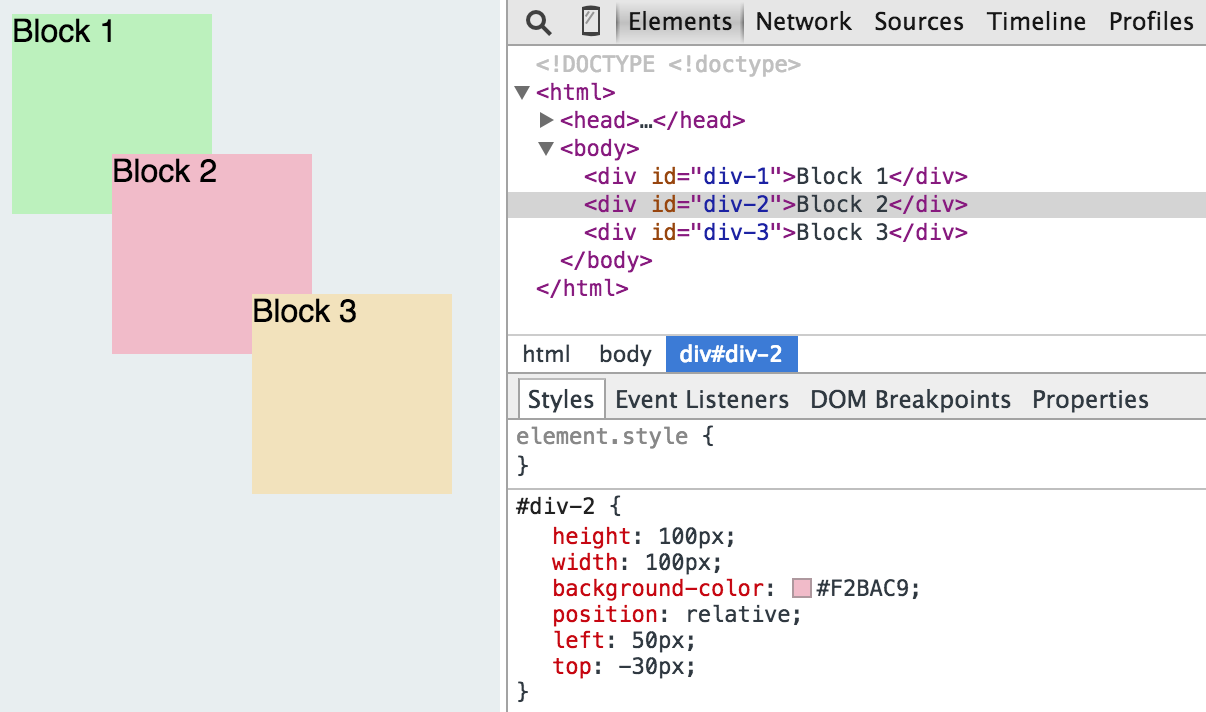 Block 1
Block 2
Block 3
Elements Network Sources Timeline Profiles
<!DOCTYPE <!doctype>
▼<html>
▶<head>…</head>
▼<body>
<div id="div-1">Block 1</div>
<div id="div-2">Block 2</div>
<div id="div-3">Block 3</div>
</body>
</html>
html body div#div-2
Styles Event Listeners DOM Breakpoints Properties
element.style {
}
#div-2 {
height: 100px;
width: 100px;
background-color: #F2BAC9;
position: relative;
left: 50px;
top: -30px;
}